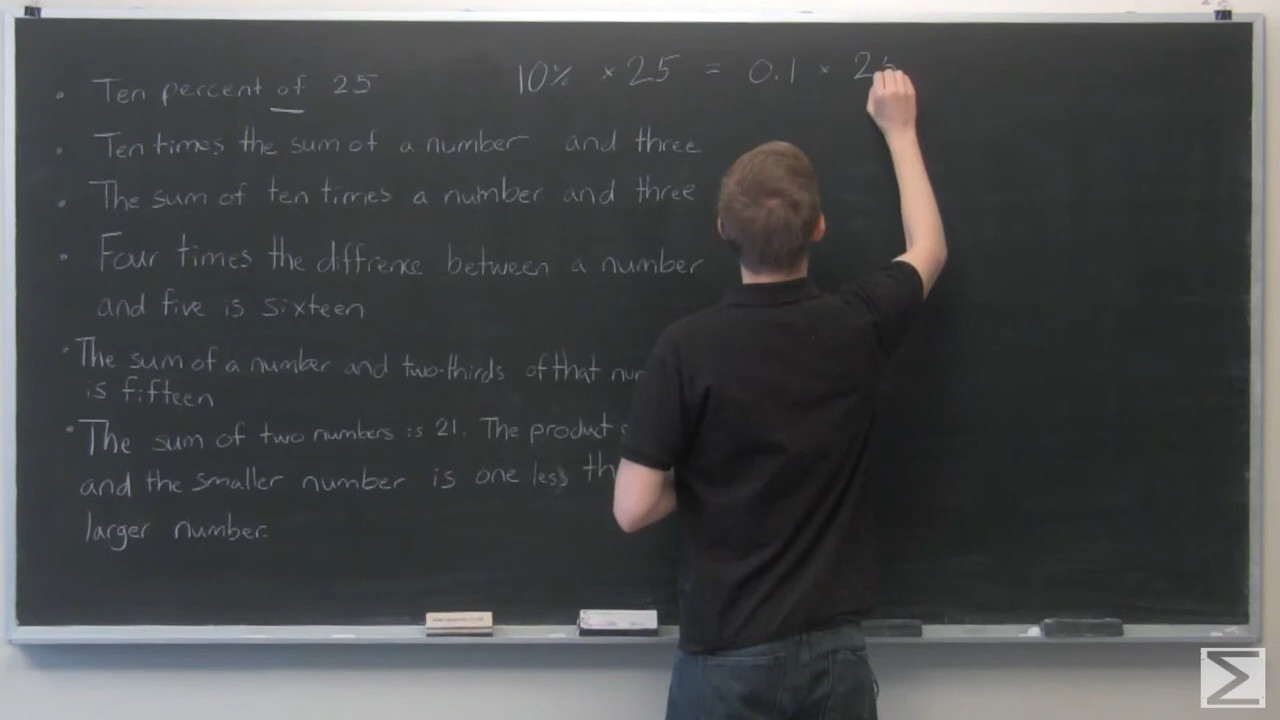 • Ten percent of 25 10% × 25 = 0.1 × 25
• Ten times the sum of a number and three
• The sum of ten times a number and three
• Four times the diffrence between a number
and five is sixteen
• The sum of a number and two-thirds of that
is fifteen
• The sum of two numbers is 21. The product
and the smaller number is one less
larger number.
Σ